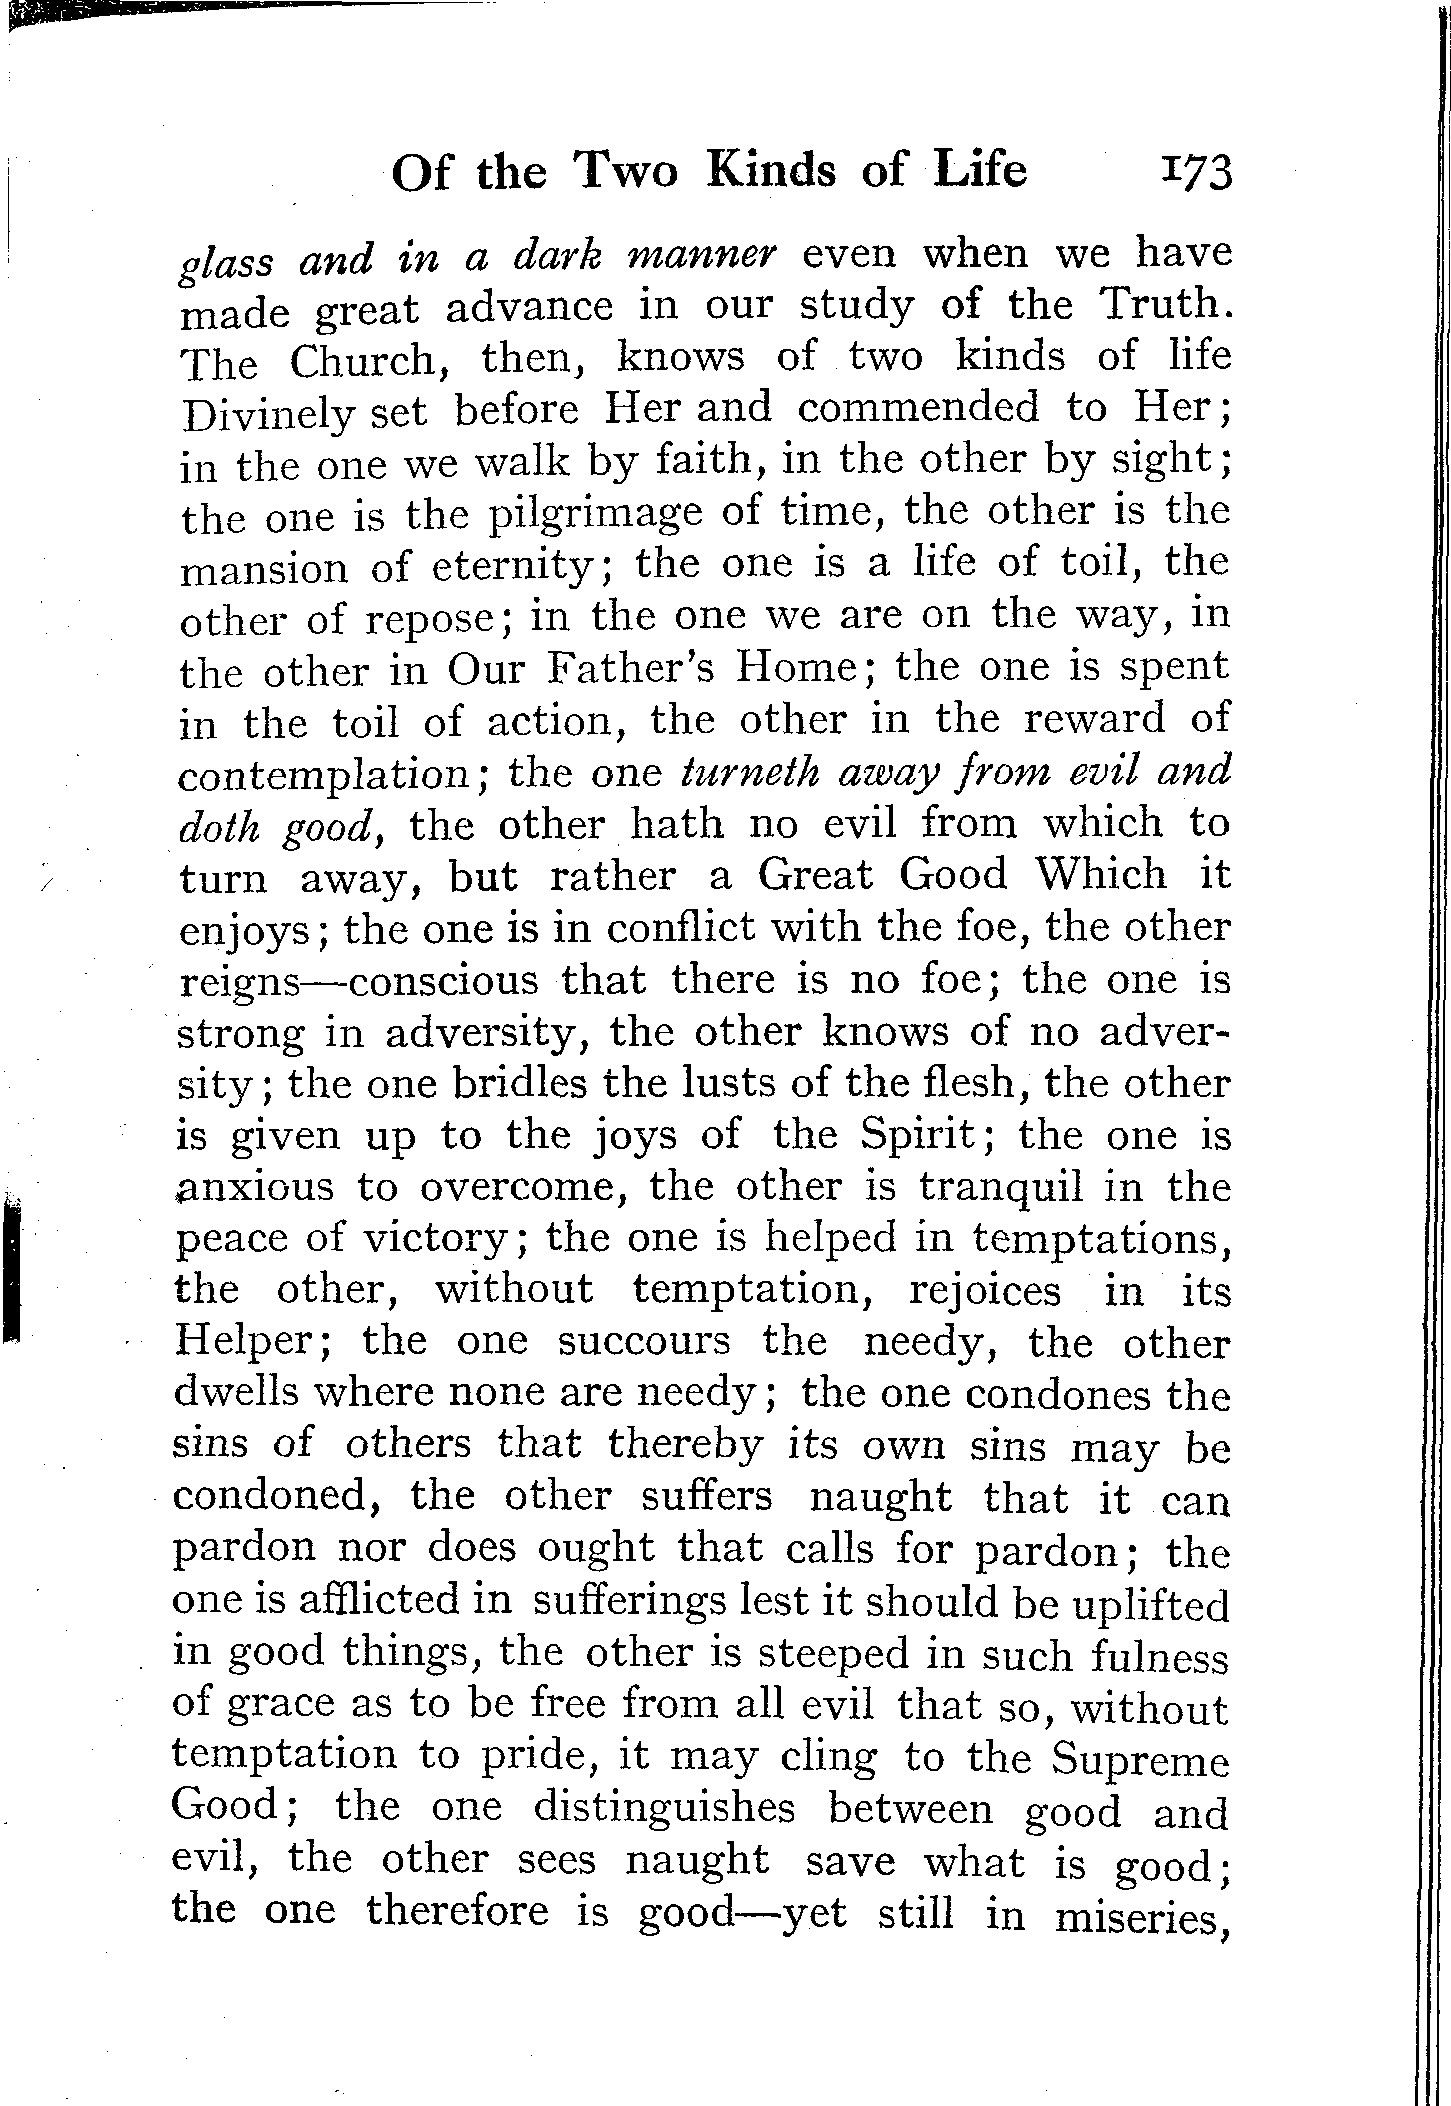 Of the Two Kinds of Life 173
glass and in a dark manner even when we have
made great advance in our study of the Truth.
The Church, then, knows of two kinds of life
Divinely set before Her and commended to Her;
in the one we walk by faith, in the other by sight;
the one is the pilgrimage of time, the other is the
mansion of eternity; the one is a life of toil, the
other of repose; in the one we are on the way, in
the other in Our Father's Home; the one is spent
in the toil of action, the other in the reward of
contemplation; the one turneth away from evil and
doth good, the other hath no evil from which to
turn away, but rather a Great Good Which it
enjoys; the one is in conflict with the foe, the other
reigns—conscious that there is no foe; the one is
strong in adversity, the other knows of no adver-
sity; the one bridles the lusts of the flesh, the other
is given up to the joys of the Spirit; the one is
anxious to overcome, the other is tranquil in the
peace of victory; the one is helped in temptations,
the other, without temptation, rejoices in its
Helper; the one succours the needy, the other
dwells where none are needy; the one condones the
sins of others that thereby its own sins may be
condoned, the other suffers naught that it can
pardon nor does ought that calls for pardon; the
one is afflicted in sufferings lest it should be uplifted
in good things, the other is steeped in such fulness
of grace as to be free from all evil that so, without
temptation to pride, it may cling to the Supreme
Good; the one distinguishes between good and
evil, the other sees naught save what is good;
the one therefore is good—yet still in miseries,